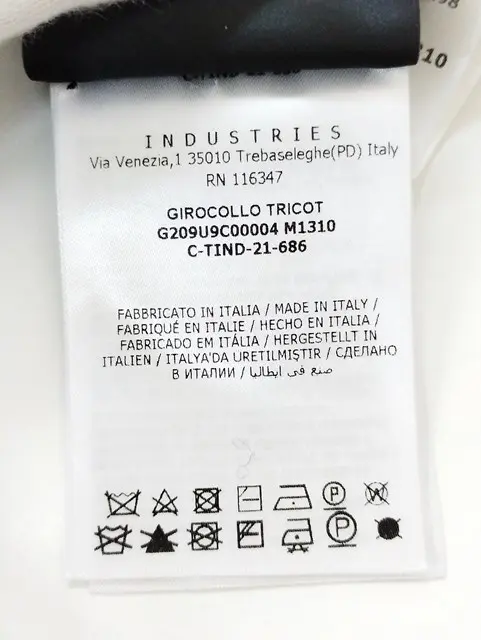 10
INDUSTRIES
Via Venezia,1 35010 Trebaseleghe(PD) Italy
RN 116347
GIROCOLLO TRICOT
G209U9C00004 M1310
C-TIND-21-686
FABBRICATO IN ITALIA / MADE IN ITALY /
FABRIQUÉ EN ITALIE / HECHO EN ITALIA /
FABRICADO EM ITÁLIA / HERGESTELLT IN
ITALIEN / ITALYA'DA URETILMIŞTIR / СДЕЛАНО
В ИТАЛИИ / صنع في ايطاليا
P W
P